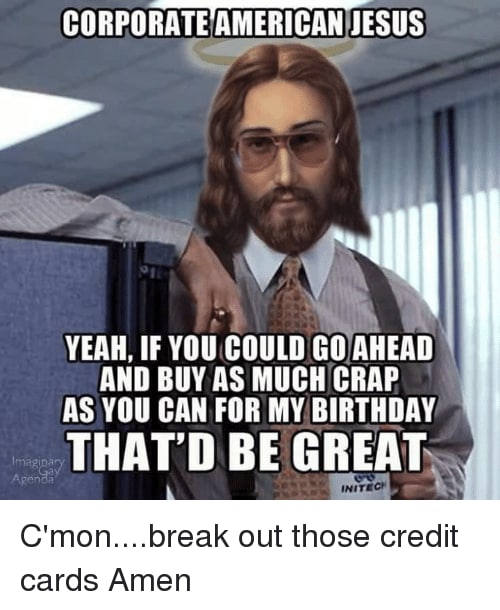 CORPORATE AMERICAN JESUS
YEAH, IF YOU COULD GO AHEAD
AND BUY AS MUCH CRAP
AS YOU CAN FOR MY BIRTHDAY
THAT'D BE GREAT
Imaginary
Gay
Agenda
INITECH
C'mon....break out those credit
cards Amen